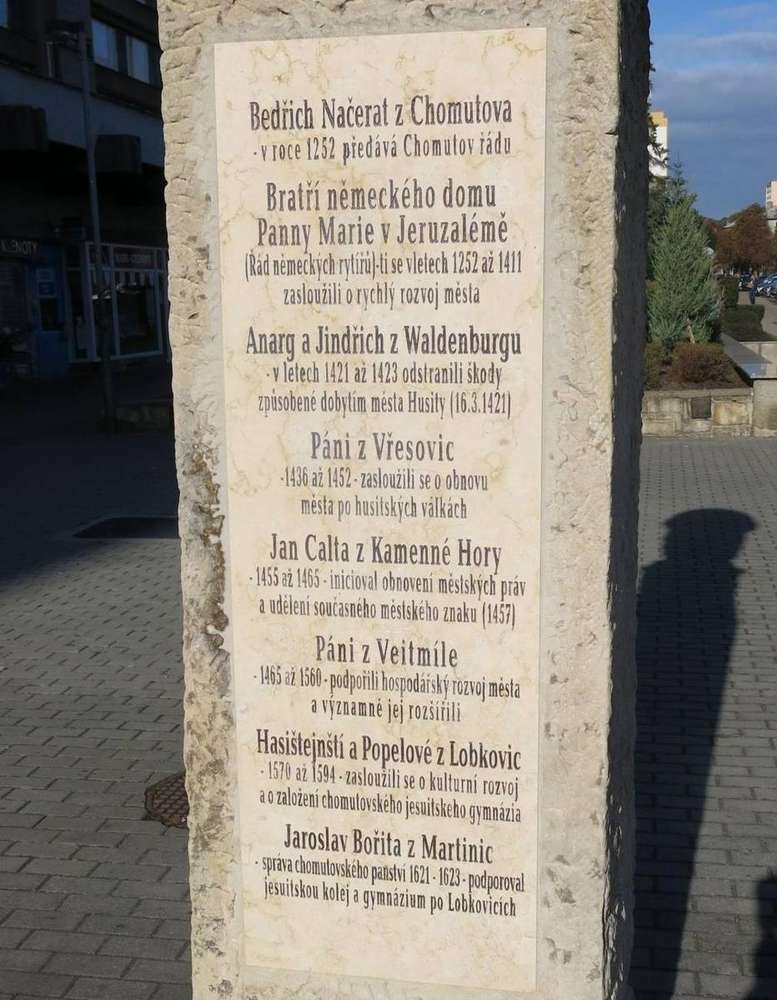 Bedřich Načerat z Chomutova
- v roce 1252 předává Chomutov řádu
Bratří německého domu
Panny Marie v Jeruzalémě
(Řád německých rytířů)-ti se vletech 1252 až 1411
zasloužili o rychlý rozvoj města
Anarg a Jindřich z Waldenburgu
- v letech 1421 až 1423 odstranili škody
způsobené dobytím města Husity (16.3.1421)
Páni z Vřesovic
-1436 až 1452 - zasloužili se o obnovu
města po husitských válkách
Jan Calta z Kamenné Hory
- 1455 až 1465 - inicioval obnovení městských práv
a udělení současného městského znaku (1457)
Páni z Veitmíle
- 1465 až 1560 - podpořili hospodářský rozvoj města
a významně jej rozšířili
Hasištejnští a Popelové z Lobkovic
- 1570 až 1594 - zasloužili se o kulturní rozvoj
a o založení chomutovského jesuitskeho gymnázia
Jaroslav Bořita z Martinic
- správa chomutovského panství 1621 - 1623 - podporoval
jesuitskou kolej a gymnázium po Lobkovicích